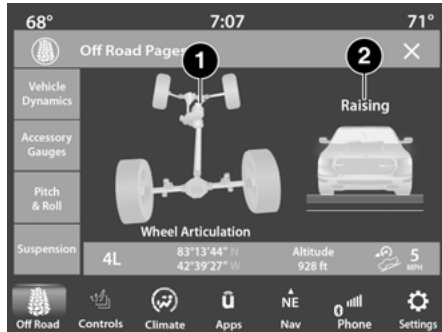 68° 7:07 71°
Off Road Pages
1
2
Vehicle
Dynamics
Accessory
Gauges
Pitch
& Roll
Suspension
Raising
Wheel Articulation
4L
83°13'44" N
42°39'27" W
Altitude
928 ft
5
MPH
Off Road Controls Climate Apps NE Nav Phone Settings
0
û